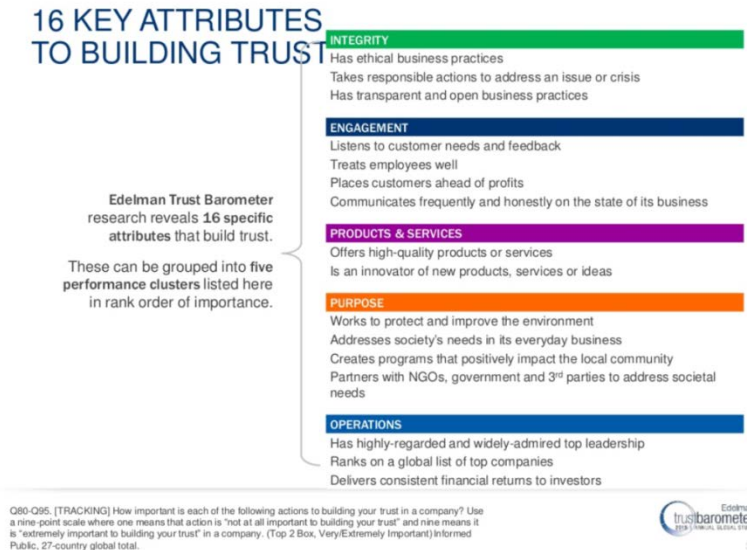 16 KEY ATTRIBUTES
TO BUILDING TRUST
Edelman Trust Barometer
research reveals 16 specific
attributes that build trust.
These can be grouped into five
performance clusters listed here
in rank order of importance.
INTEGRITY
Has ethical business practices
Takes responsible actions to address an issue or crisis
Has transparent and open business practices
ENGAGEMENT
Listens to customer needs and feedback
Treats employees well
Places customers ahead of profits
Communicates frequently and honestly on the state of its business
PRODUCTS & SERVICES
Offers high-quality products or services
Is an innovator of new products, services or ideas
PURPOSE
Works to protect and improve the environment
Addresses society's needs in its everyday business
Creates programs that positively impact the local community
Partners with NGOs, government and 3rd parties to address societal
needs
OPERATIONS
Has highly-regarded and widely-admired top leadership
Ranks on a global list of top companies
Delivers consistent financial returns to investors
Q80-Q95. [TRACKING] How important is each of the following actions to building your trust in a company? Use
a nine-point scale where one means that action is "not at all important to building your trust" and nine means it
is "extremely important to building your trust" in a company. (Top 2 Box, Very/Extremely Important) Informed
Public, 27-country global total.
Edelma
trustbaromete